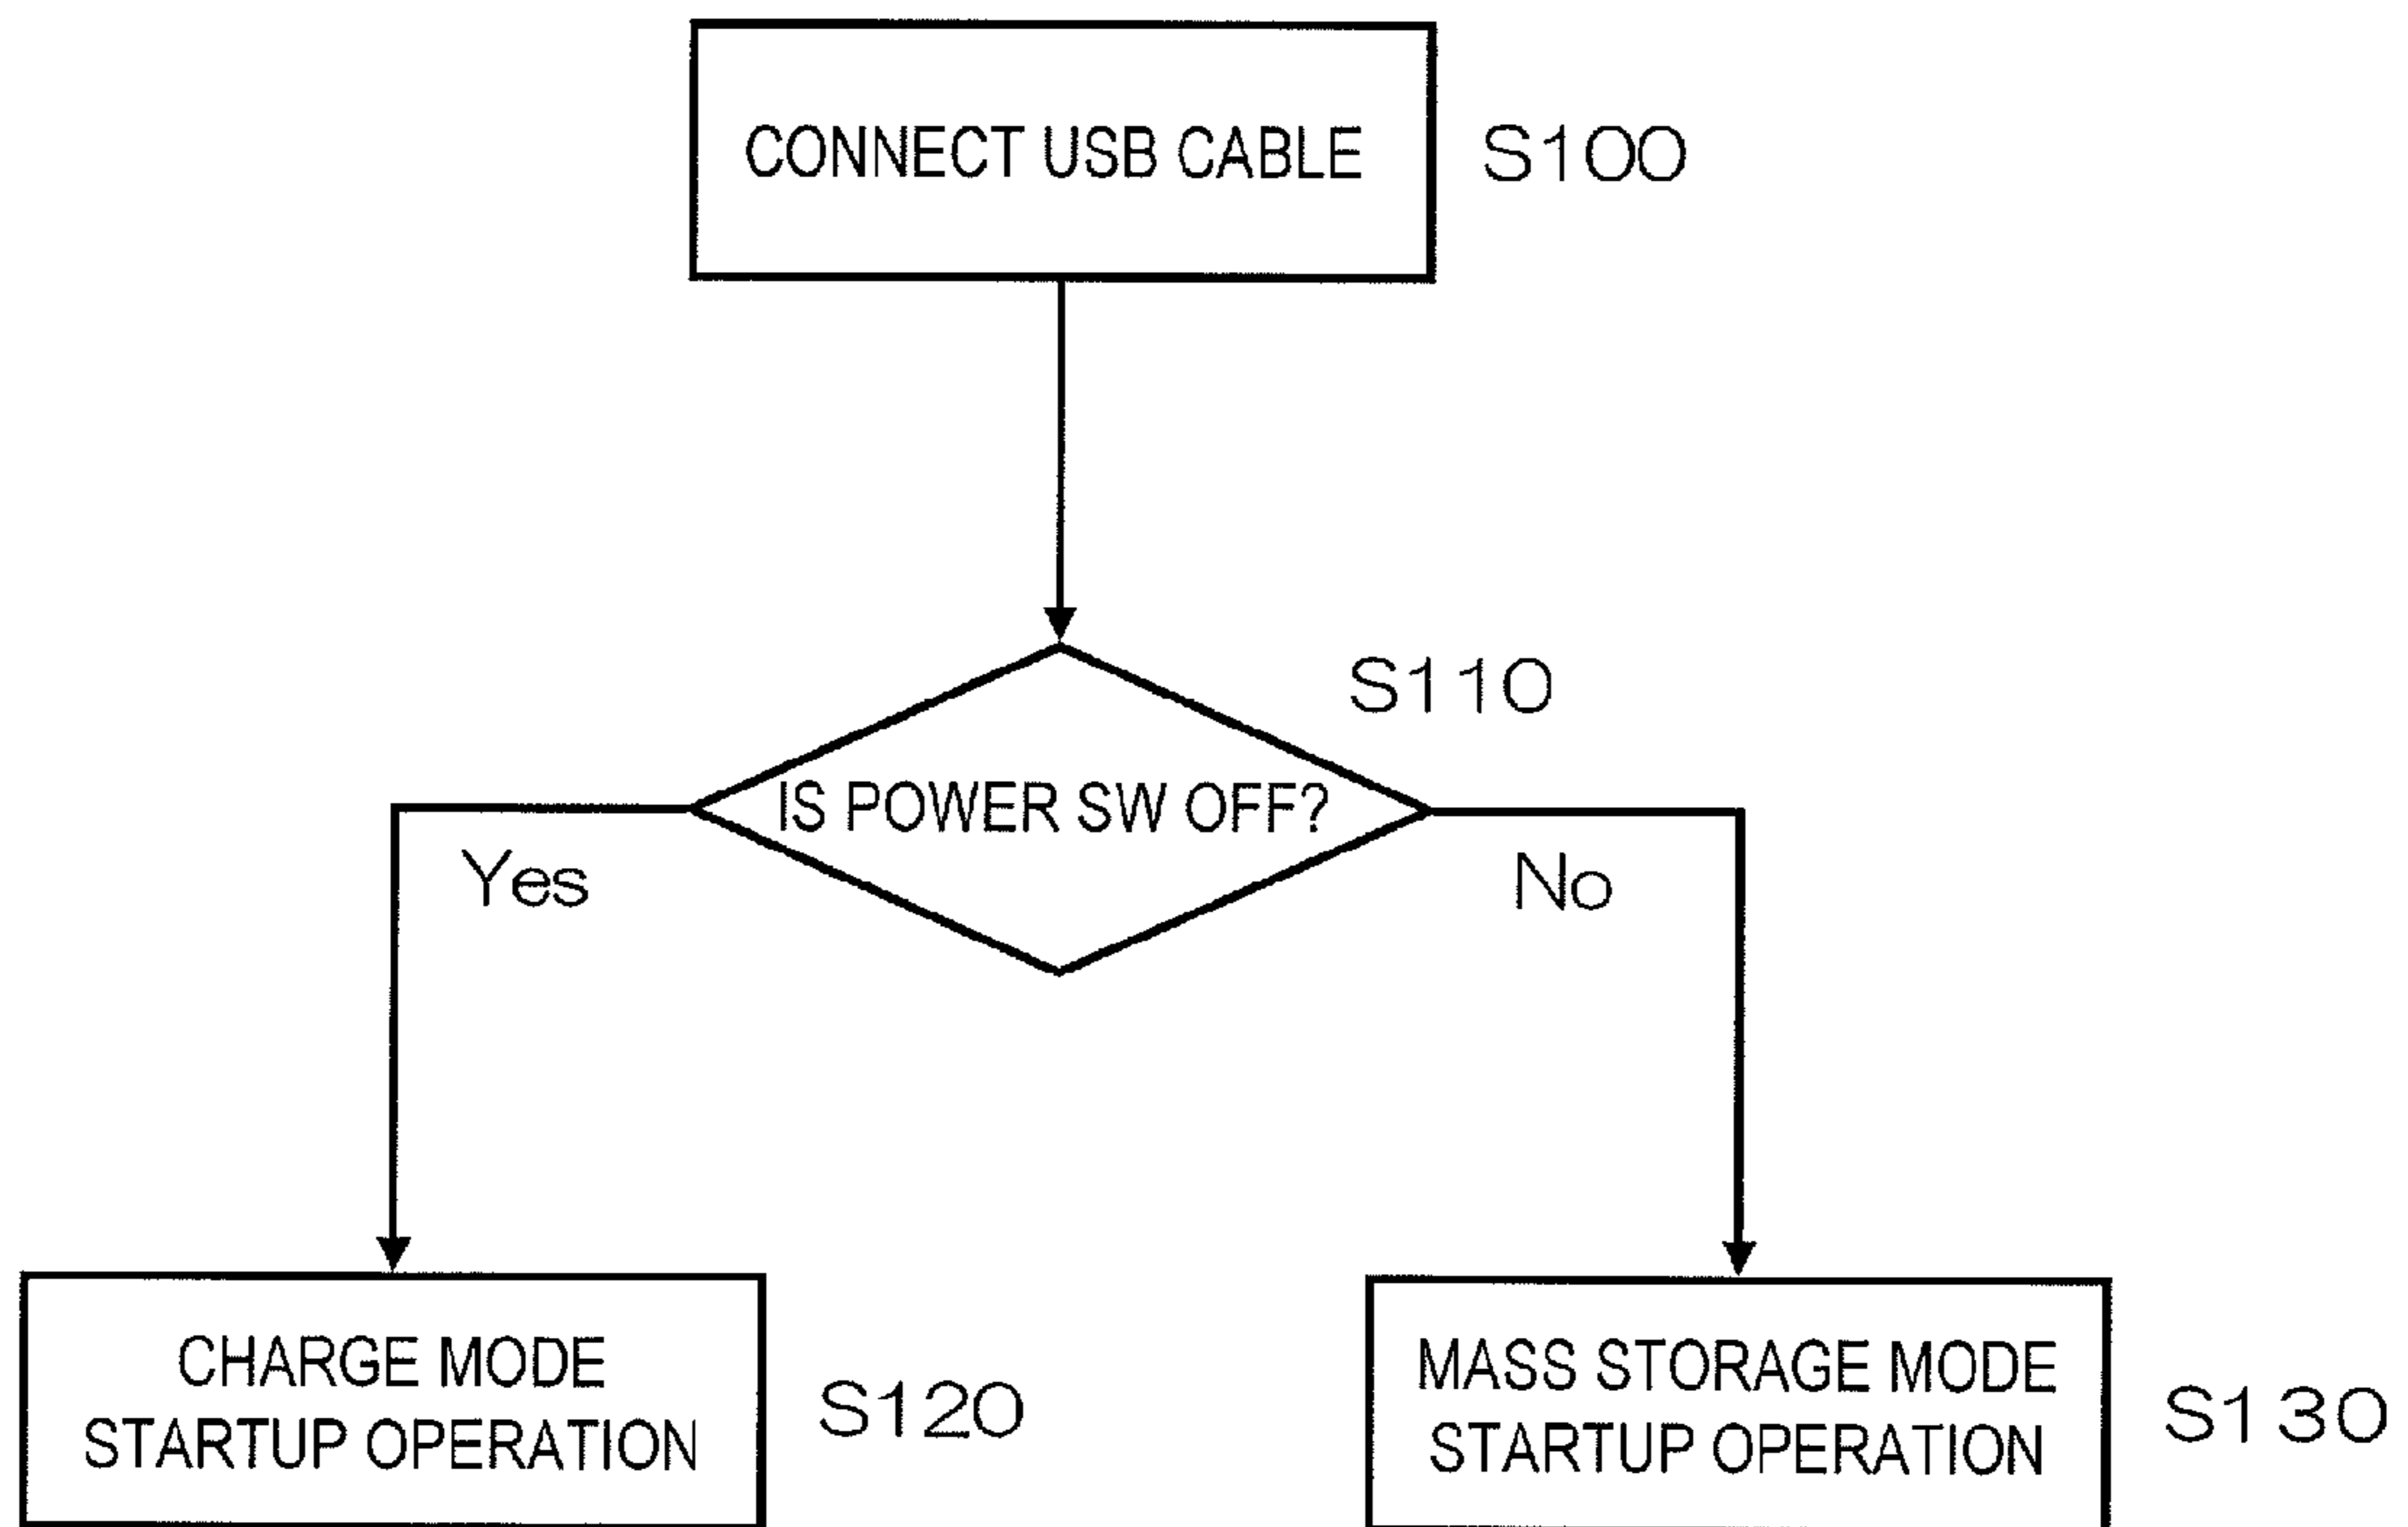 CONNECT USB CABLE
S100
S110
IS POWER SW OFF?
Yes
No
CHARGE MODE
STARTUP OPERATION
S120
MASS STORAGE MODE
STARTUP OPERATION
S130